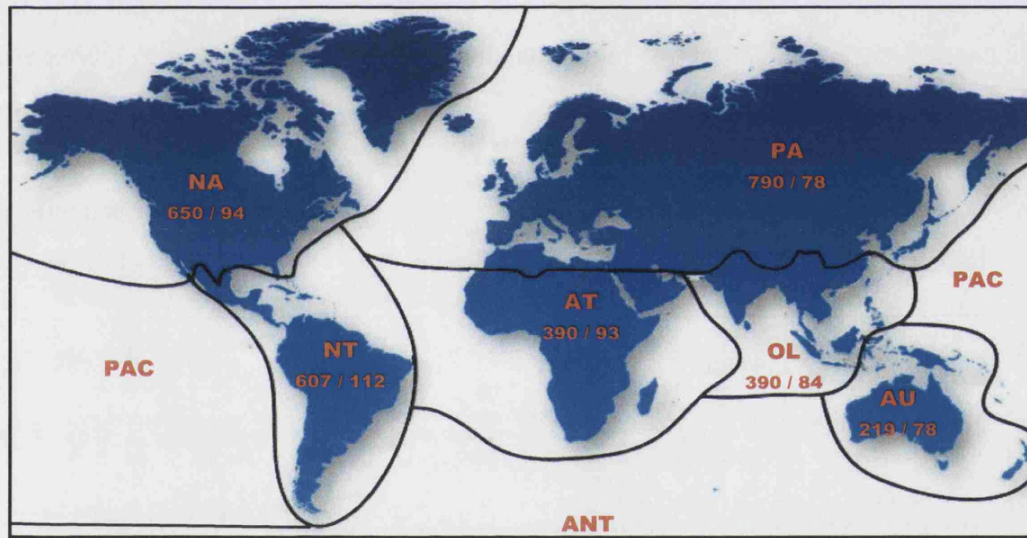 NA
650 / 94
PA
790 / 78
PAC
AT
390 / 93
NT
607 / 112
OL
390 / 84
PAC
AU
219 / 78
ANT